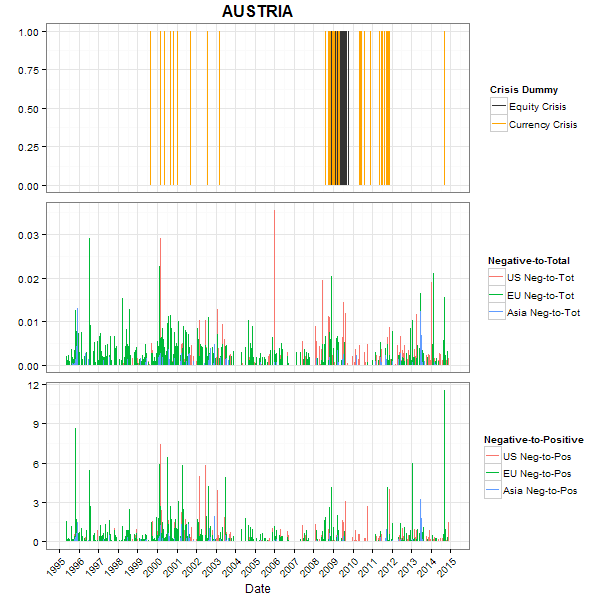 AUSTRIA
1.00
0.75
0.50
0.25
0.00
Crisis Dummy
Equity Crisis
Currency Crisis
0.03
0.02
0.01
0.00
Negative-to-Total
US Neg-to-Tot
EU Neg-to-Tot
Asia Neg-to-Tot
12
9
6
3
0
Negative-to-Positive
US Neg-to-Pos
EU Neg-to-Pos
Asia Neg-to-Pos
1995 1996 1997 1998 1999 2000 2001 2002 2003 2004 2005 2006 2007 2008 2009 2010 2011 2012 2013 2014 2015
Date